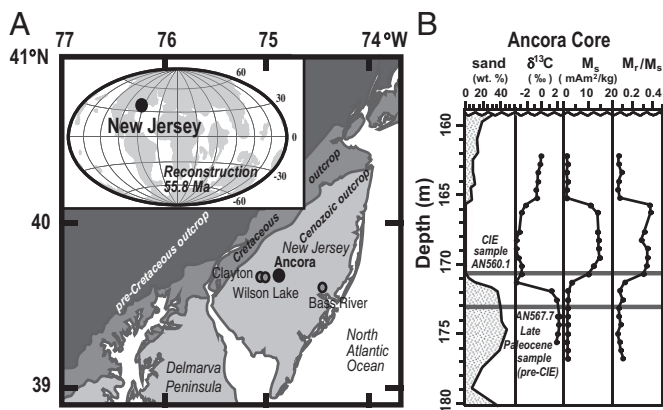 A
77
76
75
74 ºW
41ºN
40
39
60
30
0
-30
-60
New Jersey
Reconstruction
55.8 Ma
pre-Cretaceous outcrop
Cretaceous outcrop
Cenozoic outcrop
New Jersey
Ancora
Clayton
Wilson Lake
Bass River
North
Atlantic
Ocean
Delmarva
Peninsula
B
Ancora Core
sand δ¹³C Mₛ Mᵣ/Mₛ
(wt. %) (‰) (mAm²/kg)
0 20 40 -2 0 2 0 10 20 0.2 0.4
Depth (m)
160
165
170
175
180
CIE
sample
AN560.1
AN567.7
Late
Paleocene
sample
(pre-CIE)